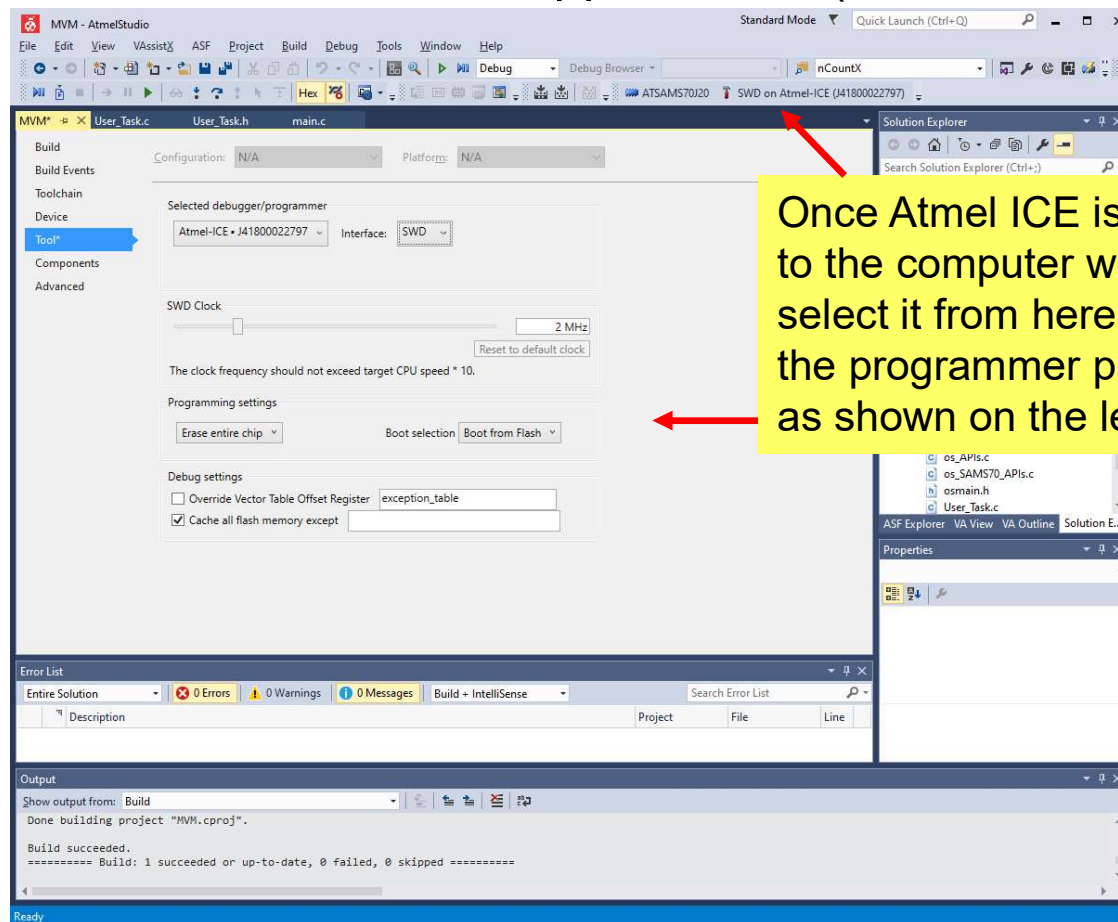 MVM - AtmelStudio
Standard Mode
Quick Launch (Ctrl+Q)
File Edit View VAssistX ASF Project Build Debug Tools Window Help
Debug
Debug Browser
nCountX
Hex
ATSAMS70J20
SWD on Atmel-ICE (J41800022797)
MVM*
User_Task.c
User_Task.h
main.c
Solution Explorer
Build
Build Events
Toolchain
Device
Tool*
Components
Advanced
Configuration: N/A
Platform: N/A
Search Solution Explorer (Ctrl+;)
Selected debugger/programmer
Atmel-ICE • J41800022797
Interface: SWD
SWD Clock
2 MHz
Reset to default clock
The clock frequency should not exceed target CPU speed * 10.
Programming settings
Erase entire chip
Boot selection Boot from Flash
Debug settings
Override Vector Table Offset Register exception_table
Cache all flash memory except
Once Atmel ICE is
to the computer
select it from here
the programmer
as shown on the
os_APIs.c
os_SAMS70_APIs.c
osmain.h
User_Task.c
ASF Explorer VA View VA Outline Solution E...
Properties
Error List
Entire Solution
0 Errors
0 Warnings
0 Messages
Build + IntelliSense
Search Error List
Description Project File Line
Output
Show output from: Build
Done building project "MVM.cproj".
Build succeeded.
========== Build: 1 succeeded or up-to-date, 0 failed, 0 skipped ==========
Ready